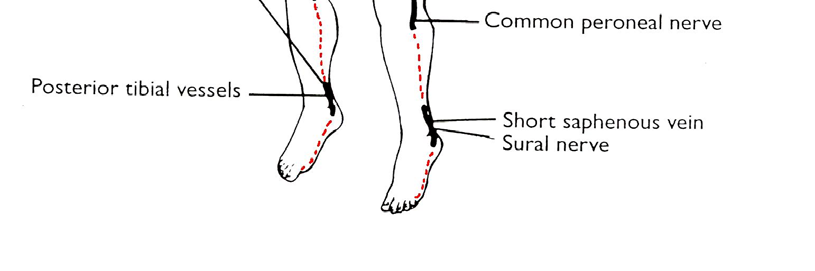 Common peroneal nerve
Posterior tibial vessels
Short saphenous vein
Sural nerve